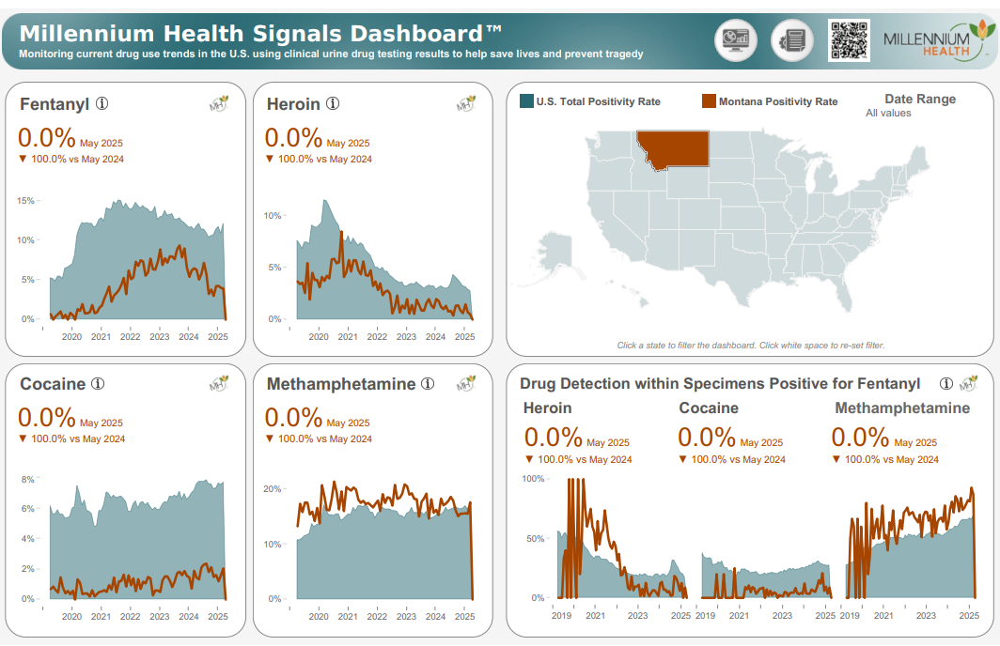 Millennium Health Signals Dashboard™
Monitoring current drug use trends in the U.S. using clinical urine drug testing results to help save lives and prevent tragedy
MILLENNIUM
HEALTH
Fentanyl
MH
0.0% May 2025
▼ 100.0% vs May 2024
15%
10%
5%
0%
2020 2021 2022 2023 2024 2025
Heroin
MH
0.0% May 2025
▼ 100.0% vs May 2024
10%
5%
0%
2020 2021 2022 2023 2024 2025
U.S. Total Positivity Rate
Montana Positivity Rate
Date Range
All values
Click a state to filter the dashboard. Click white space to re-set filter.
Cocaine
MH
0.0% May 2025
▼ 100.0% vs May 2024
8%
6%
4%
2%
0%
2020 2021 2022 2023 2024 2025
Methamphetamine
MH
0.0% May 2025
▼ 100.0% vs May 2024
20%
10%
0%
2020 2021 2022 2023 2024 2025
Drug Detection within Specimens Positive for Fentanyl
MH
Heroin Cocaine Methamphetamine
0.0% May 2025 0.0% May 2025 0.0% May 2025
▼ 100.0% vs May 2024 ▼ 100.0% vs May 2024 ▼ 100.0% vs May 2024
100%
50%
0%
2019 2021 2023 2025 2019 2021 2023 2025 2019 2021 2023 2025